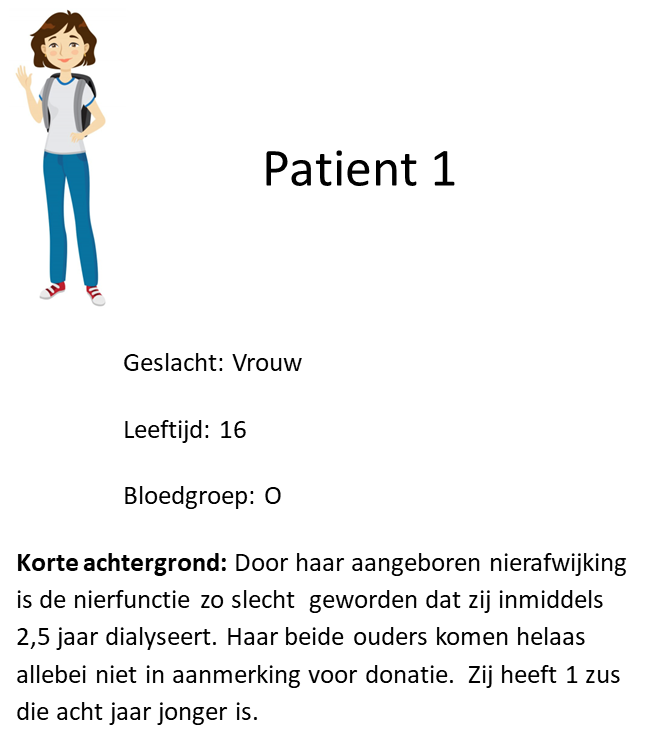 Patient 1
Geslacht: Vrouw
Leeftijd: 16
Bloedgroep: O
Korte achtergrond: Door haar aangeboren nierafwijking
is de nierfunctie zo slecht geworden dat zij inmiddels
2,5 jaar dialyseert. Haar beide ouders komen helaas
allebei niet in aanmerking voor donatie. Zij heeft 1 zus
die acht jaar jonger is.